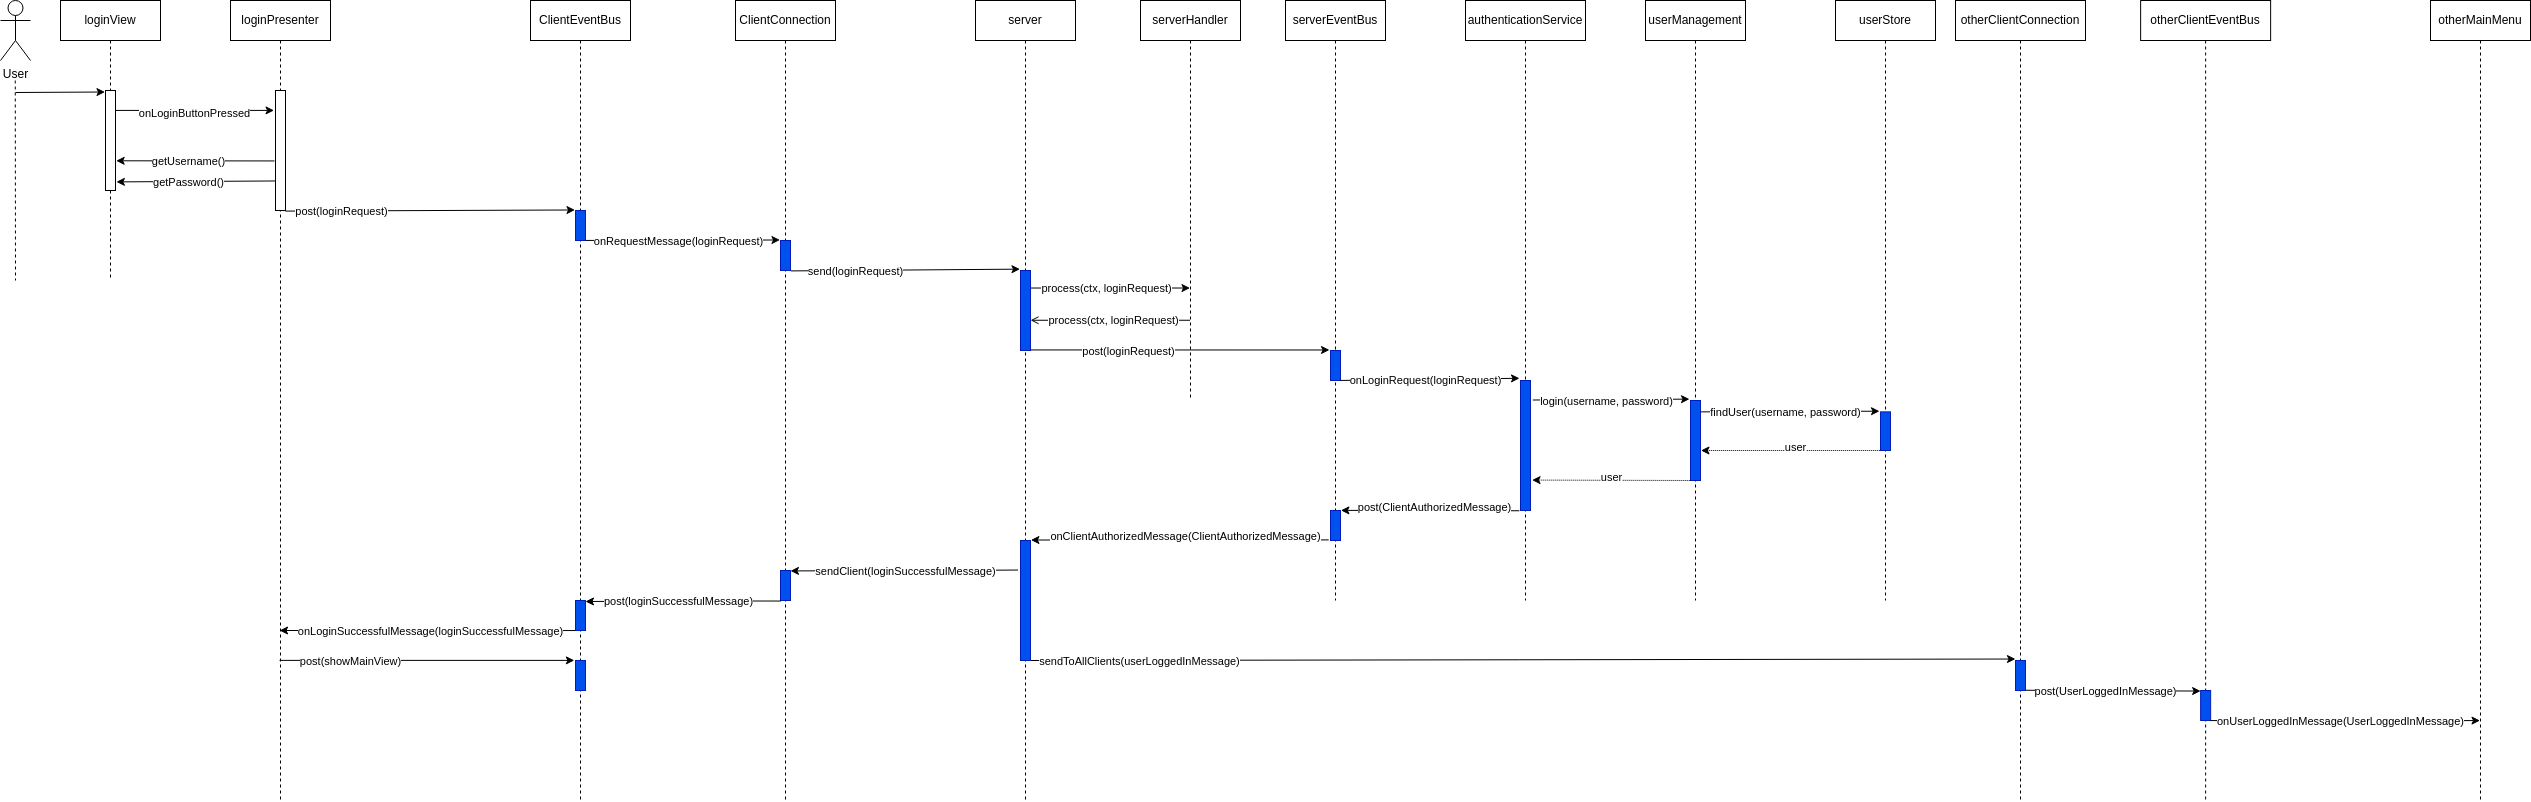 loginView
loginPresenter
ClientEventBus
ClientConnection
server
serverHandler
serverEventBus
authenticationService
userManagement
userStore
otherClientConnection
otherClientEventBus
otherMainMenu
User
onLoginButtonPressed
getUsername()
getPassword()
post(loginRequest)
onRequestMessage(loginRequest)
send(loginRequest)
process(ctx, loginRequest)
process(ctx, loginRequest)
post(loginRequest)
onLoginRequest(loginRequest)
login(username, password)
findUser(username, password)
user
user
post(ClientAuthorizedMessage)
onClientAuthorizedMessage(ClientAuthorizedMessage)
sendClient(loginSuccessfulMessage)
post(loginSuccessfulMessage)
onLoginSuccessfulMessage(loginSuccessfulMessage)
post(showMainView)
sendToAllClients(userLoggedInMessage)
post(UserLoggedInMessage)
onUserLoggedInMessage(UserLoggedInMessage)